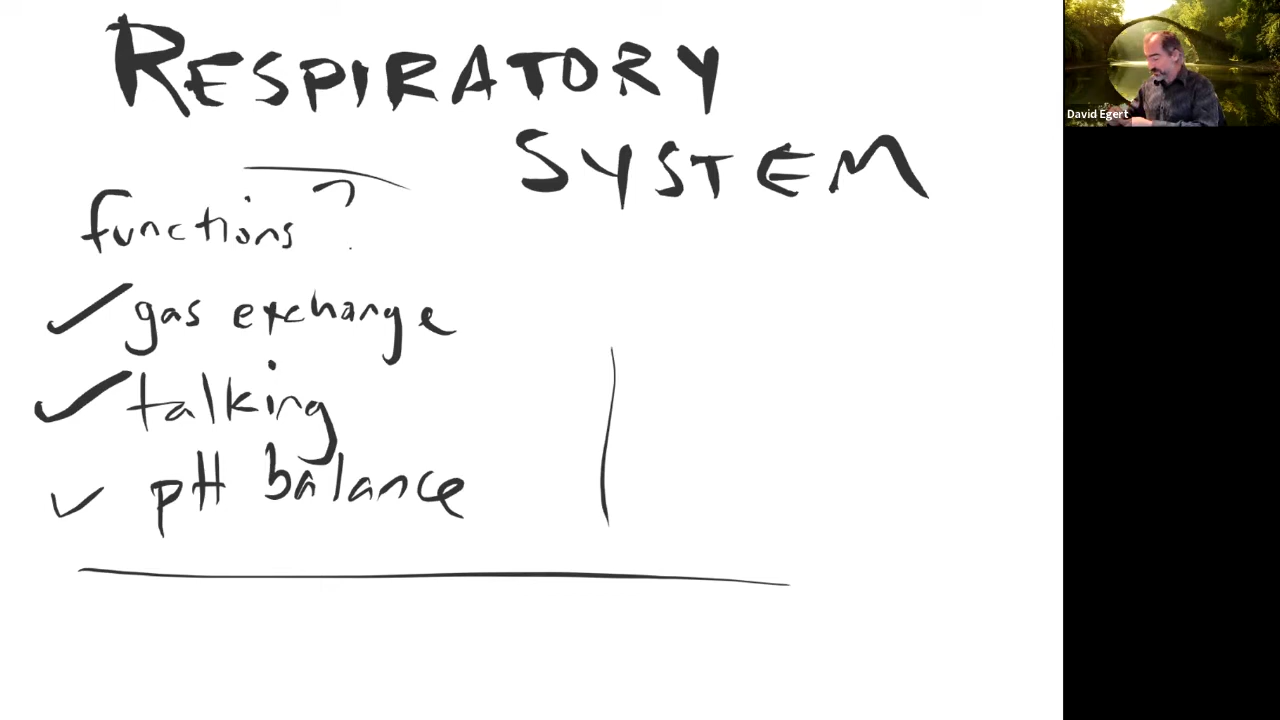 RESPIRATORY
SYSTEM
functions?
✓ gas exchange
✓ talking
✓ pH balance
David Egert